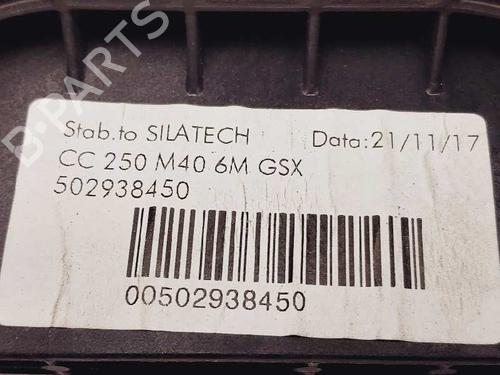 Stab.to SILATECH Data:21/11/17
CC 250 M40 6M GSX
502938450
00502938450
B-PARTS